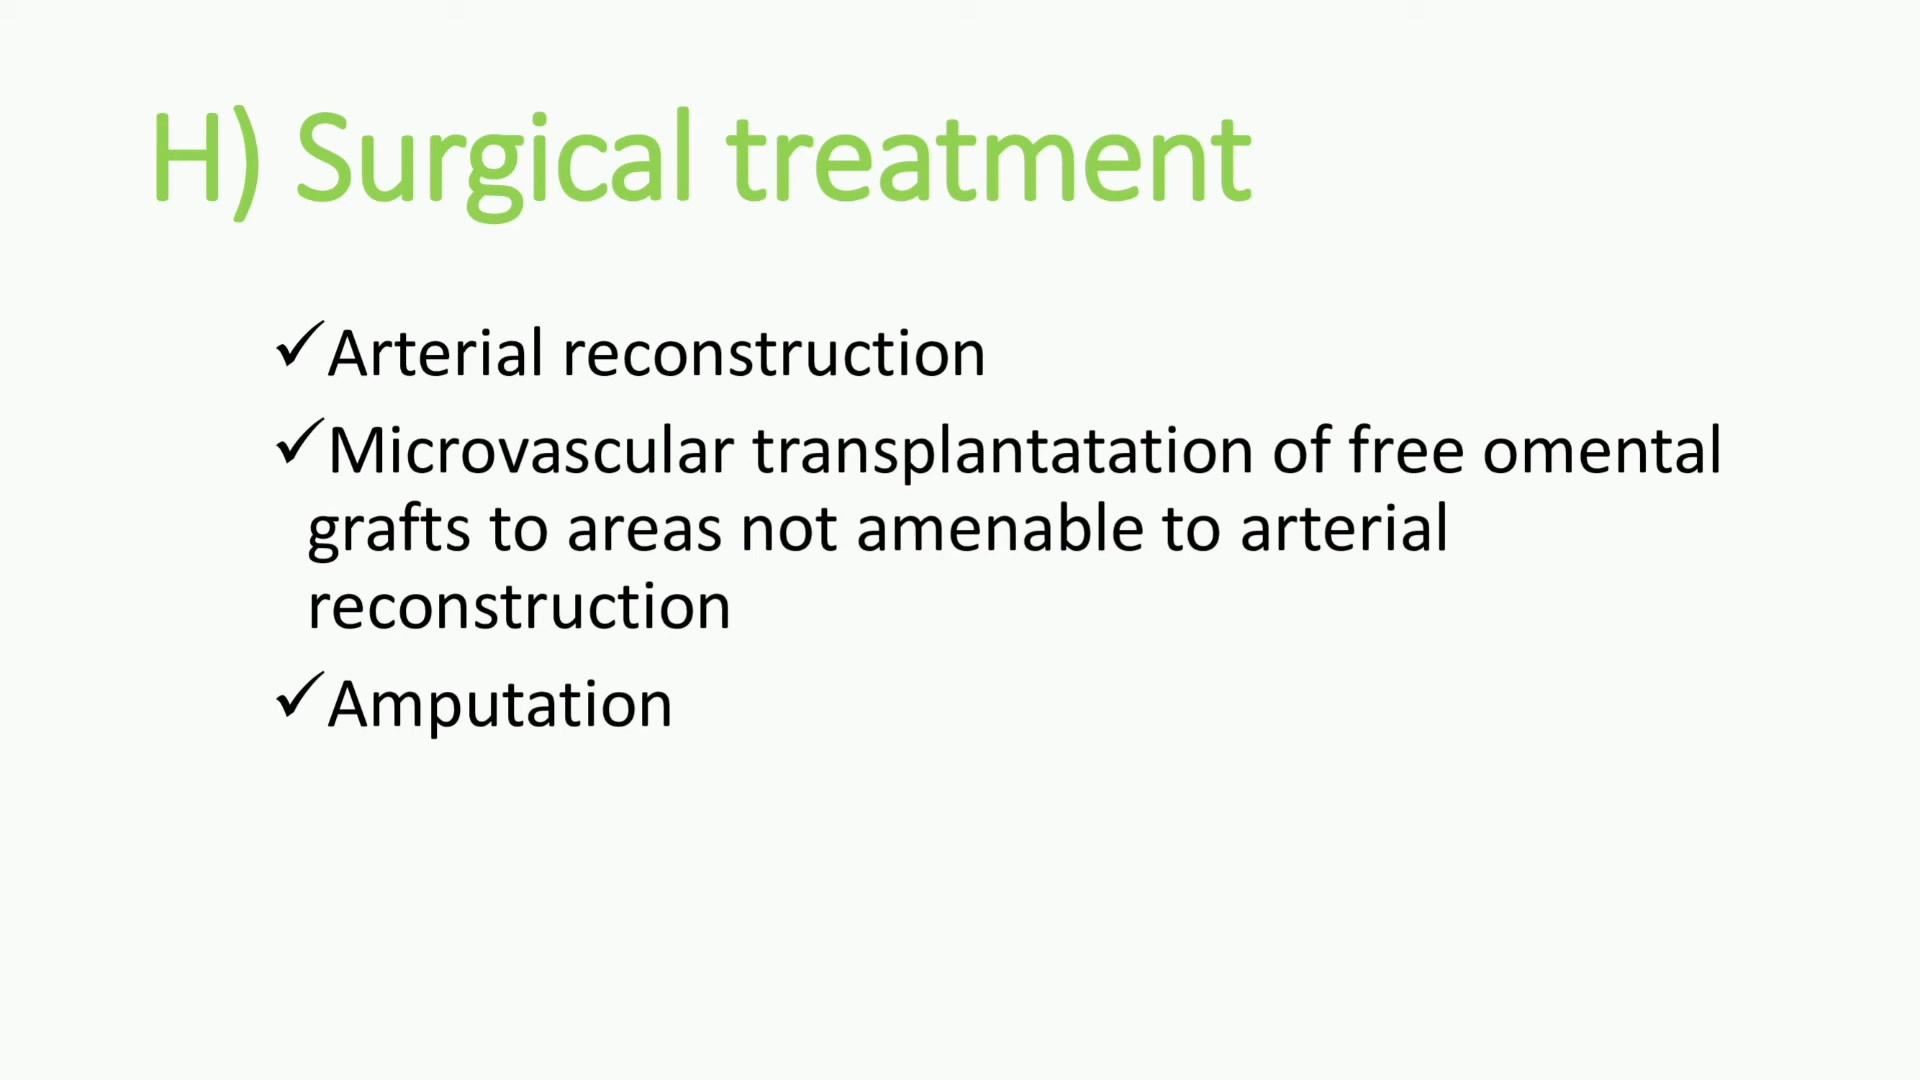 H) Surgical treatment
✓Arterial reconstruction
✓Microvascular transplantatation of free omental
grafts to areas not amenable to arterial
reconstruction
✓Amputation